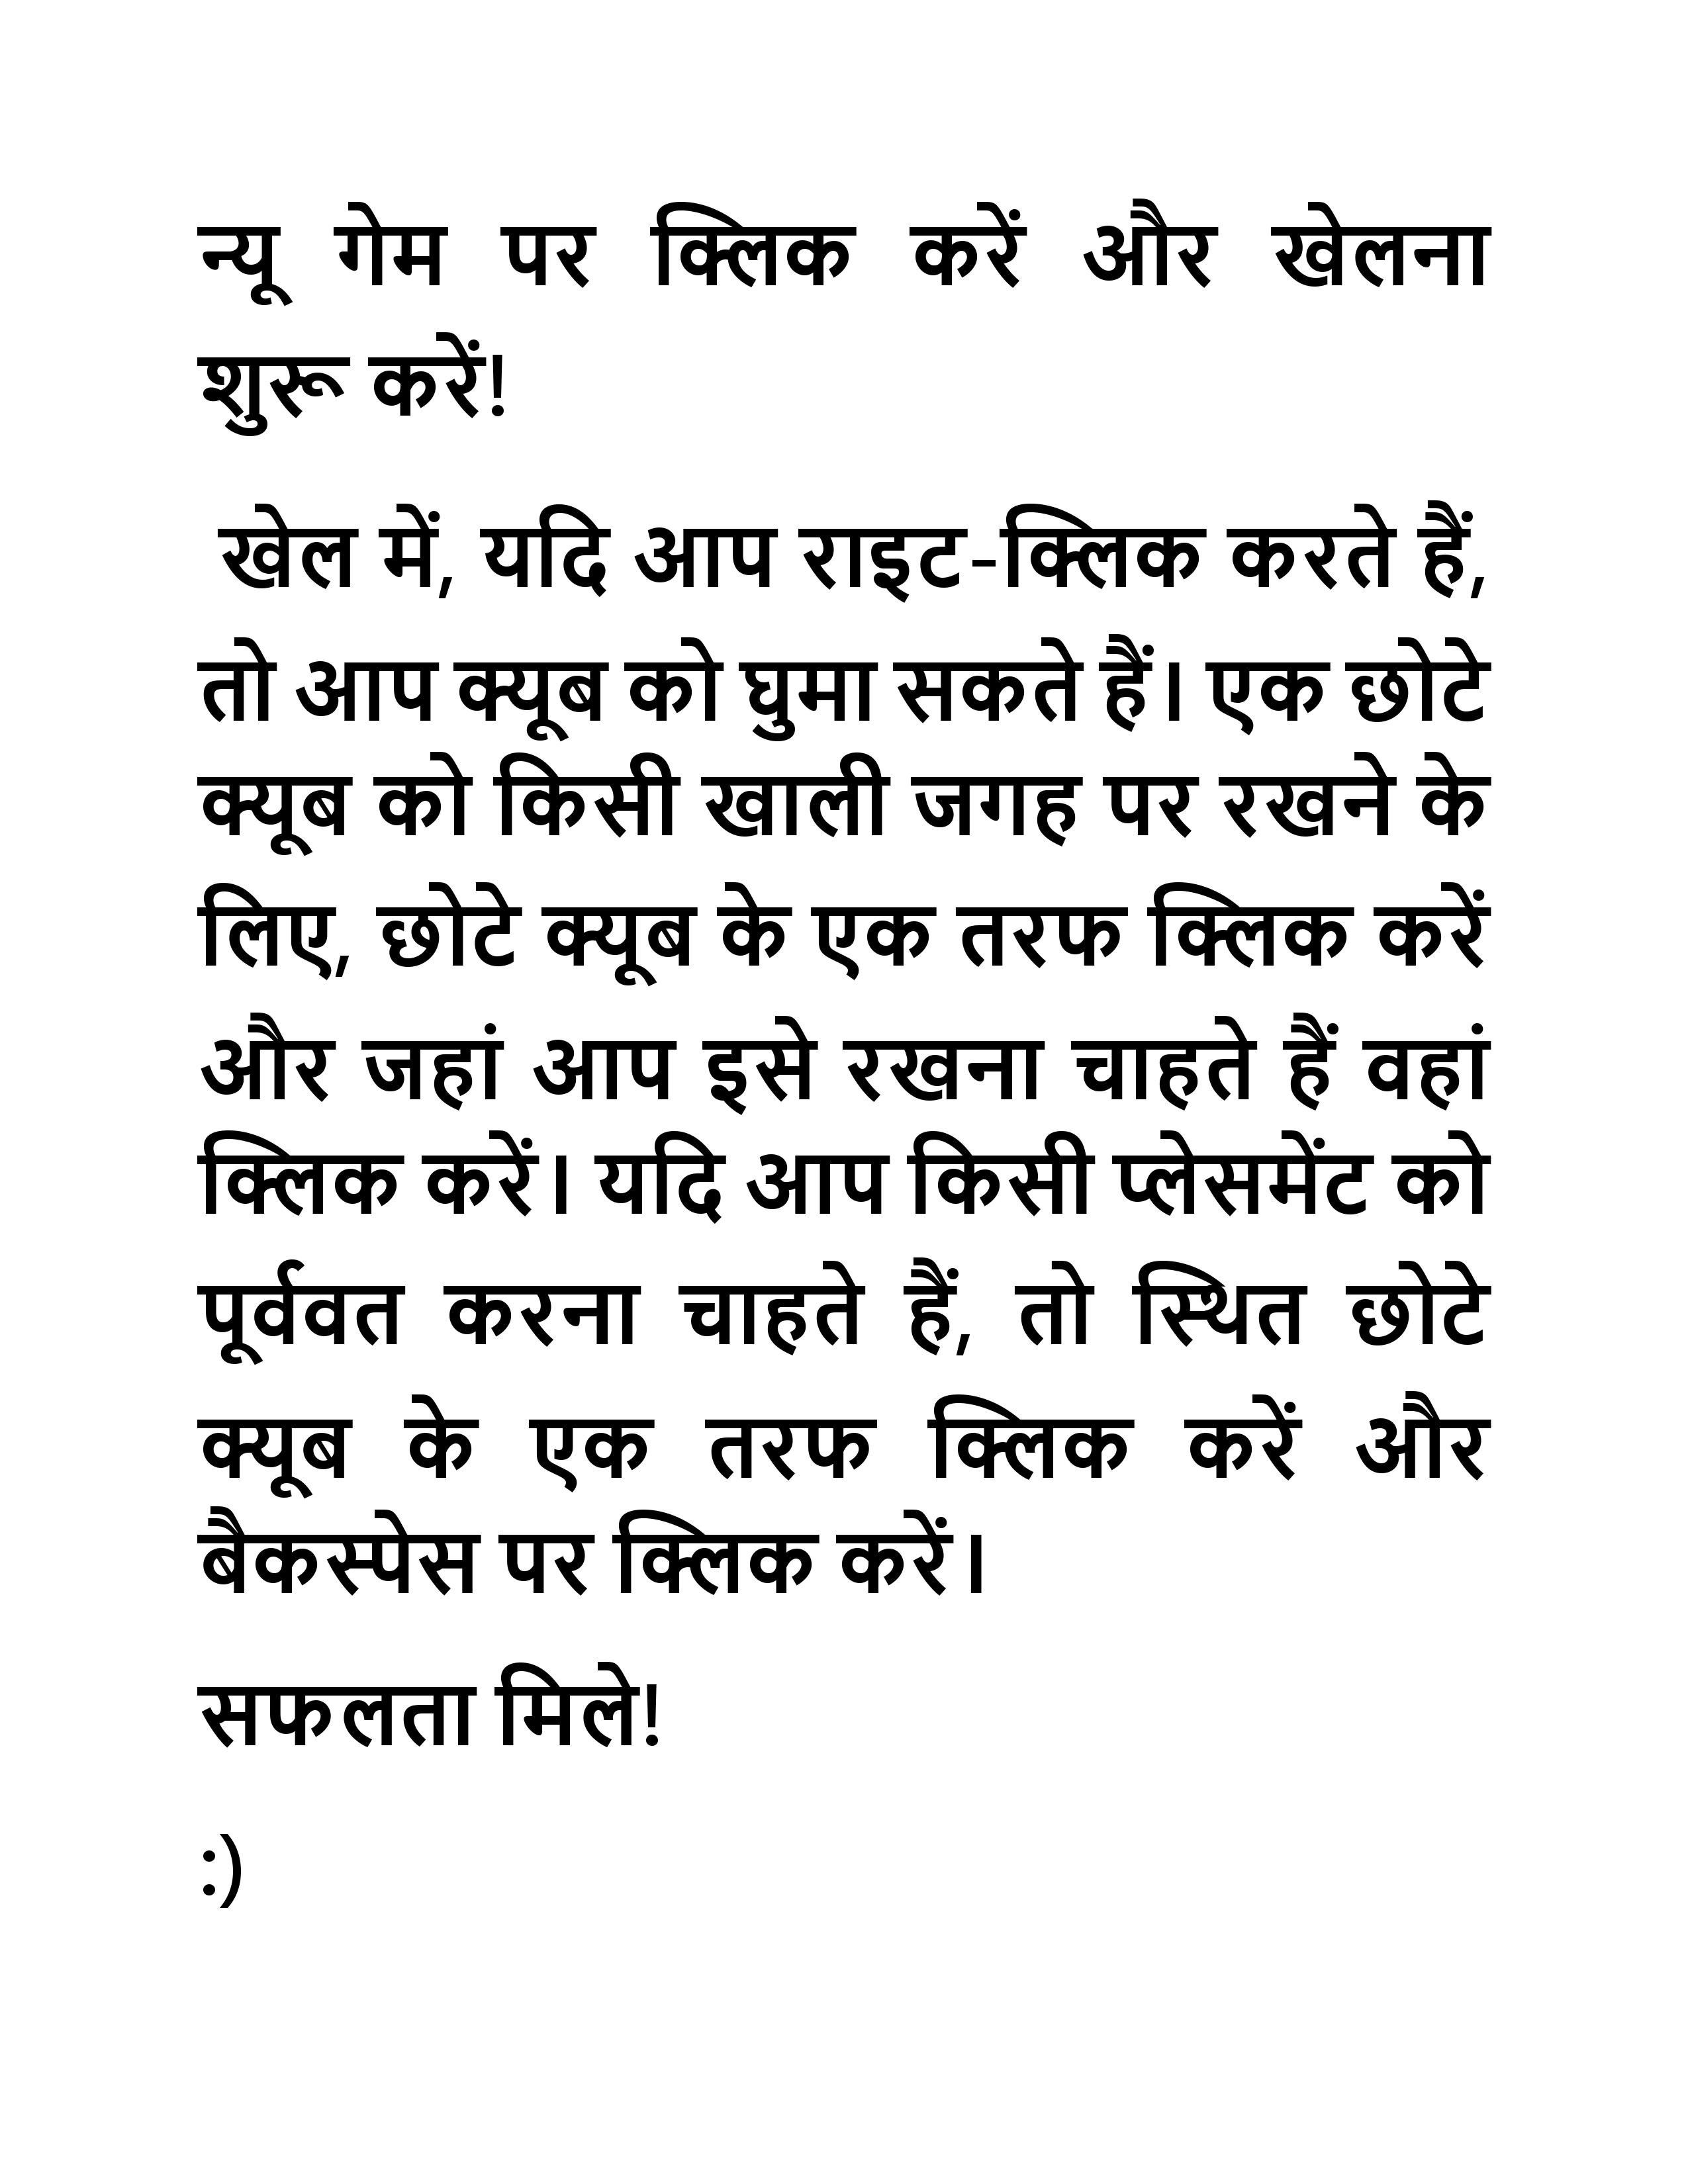 न्यू गेम पर क्लिक करें और खेलना
शुरू करें!
खेल में, यदि आप राइट-क्लिक करते हैं,
तो आप क्यूब को घुमा सकते हैं। एक छोटे
क्यूब को किसी खाली जगह पर रखने के
लिए, छोटे क्यूब के एक तरफ क्लिक करें
और जहां आप इसे रखना चाहते हैं वहां
क्लिक करें। यदि आप किसी प्लेसमेंट को
पूर्ववत करना चाहते हैं, तो स्थित छोटे
क्यूब के एक तरफ क्लिक करें और
बैकस्पेस पर क्लिक करें।
सफलता मिले!
:)